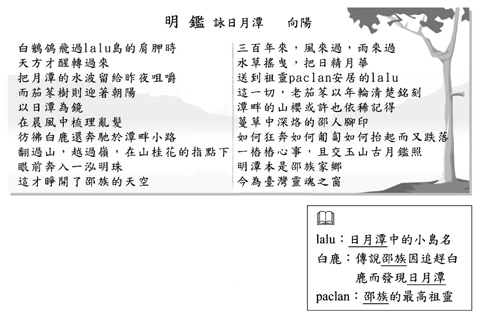 明鑑 詠日月潭 向陽
白鶺鴒飛過lalu島的肩胛時
天方才醒轉過來
把月潭的水波留給昨夜咀嚼
而茄苳樹則迎著朝陽
以日潭為鏡
在晨風中梳理亂髮
彷彿白鹿還奔馳於潭畔小路
翻過山，越過嶺，在山桂花的指點下
眼前奔入一泓明珠
這才睜開了邵族的天空
三百年來，風來過，雨來過
水草搖曳，把日精月華
送到祖靈paclan安居的lalu
這一切，老茄苳以年輪清楚銘刻
潭畔的山櫻或許也依稀記得
蔓草中深烙的邵人腳印
如何狂奔如何匍匐如何抬起而又跌落
一樁樁心事，且交玉山古月鑑照
明潭本是邵族家鄉
今為臺灣靈魂之窗
lalu：日月潭中的小島名
白鹿：傳說邵族因追趕白
鹿而發現日月潭
paclan：邵族的最高祖靈